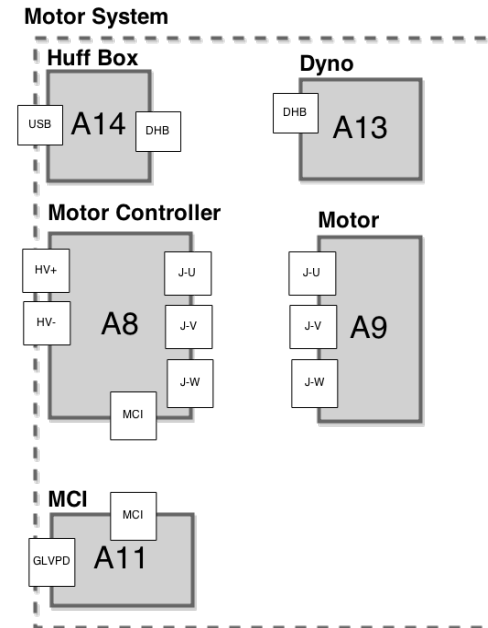 Motor System
Huff Box
Dyno
USB
A14
DHB
DHB
A13
Motor Controller
Motor
HV+
J-U
J-U
HV-
A8
J-V
J-V
A9
J-W
J-W
MCI
MCI
MCI
GLVPD
A11